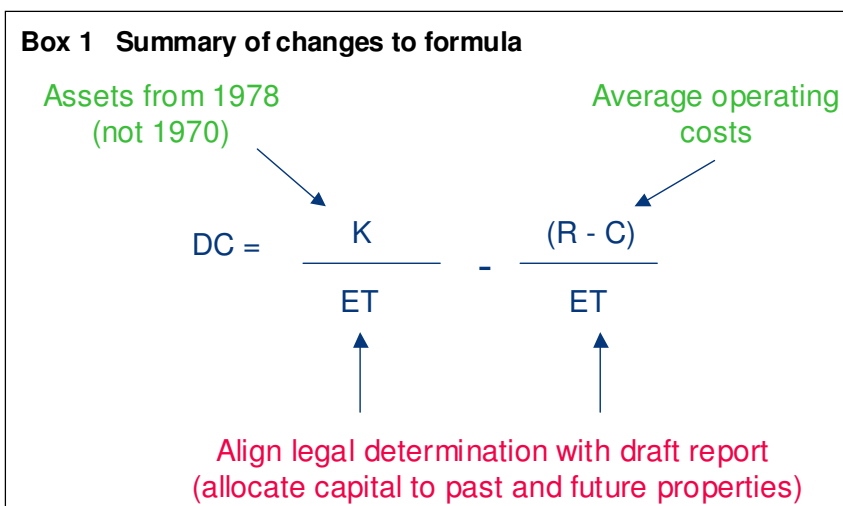 Box 1 Summary of changes to formula
Assets from 1978
(not 1970)
Average operating
costs
DC = K / ET - (R - C) / ET
Align legal determination with draft report
(allocate capital to past and future properties)